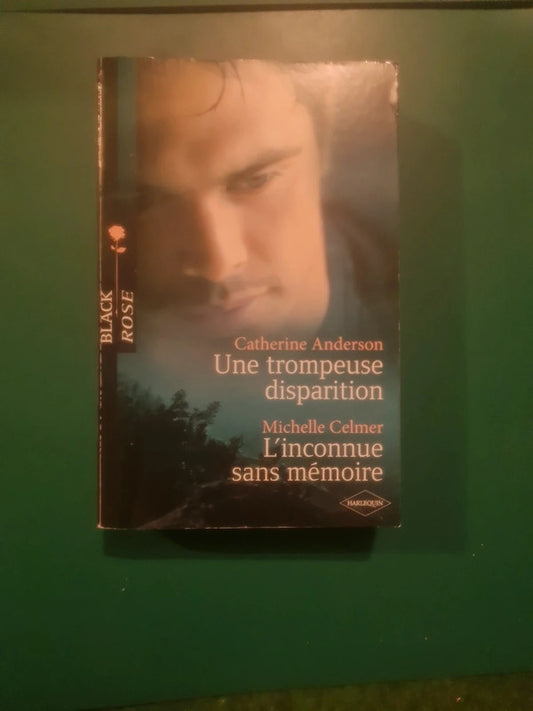 BLACK
ROSE
Catherine Anderson
Une trompeuse
disparition
Michelle Celmer
L'inconnue
sans mémoire
HARLEQUIN